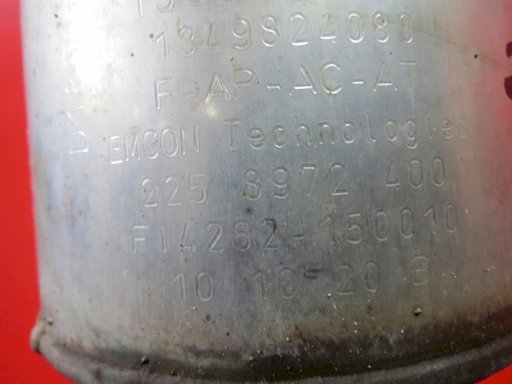 1349824080
F-AP-AC-AT
EMCON Technologies
225 8972 400
FI4262-150010
10 10-20 B